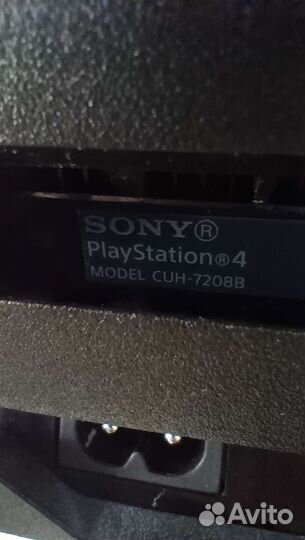 SONY®
PlayStation®4
MODEL CUH-7208B
Avito